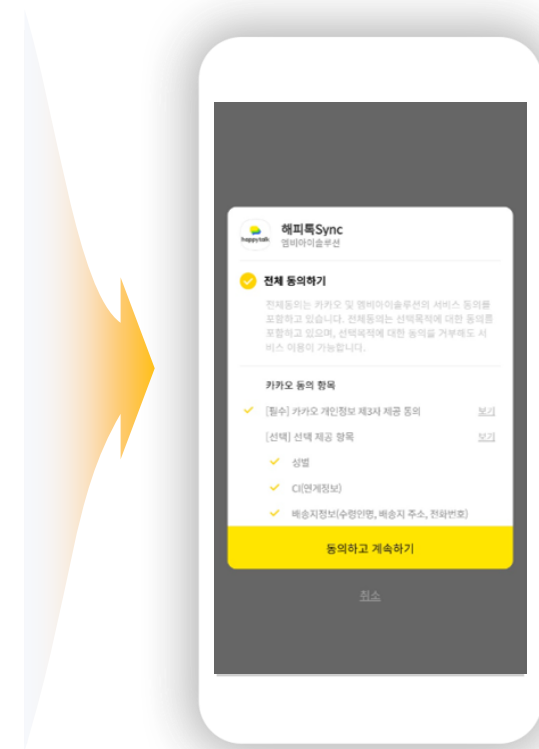 해피톡Sync
happytalk
엠비아이솔루션
전체 동의하기
전체동의는 카카오 및 엠비아이솔루션의 서비스 동의를
포함하고 있습니다. 전체동의는 선택목적에 대한 동의를
포함하고 있으며, 선택목적에 대한 동의를 거부해도 서
비스 이용이 가능합니다.
카카오 동의 항목
[필수] 카카오 개인정보 제3자 제공 동의 보기
[선택] 선택 제공 항목 보기
성별
CI(연계정보)
배송지정보(수령인명, 배송지 주소, 전화번호)
동의하고 계속하기
취소